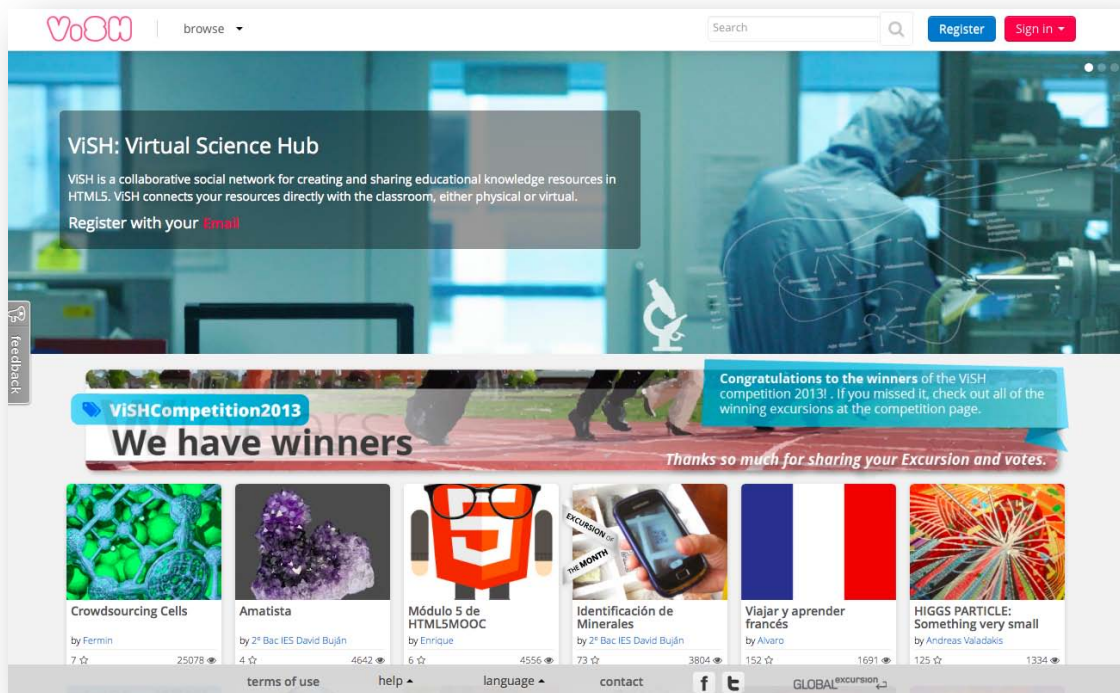 ViSH
browse
Search
Register
Sign in
ViSH: Virtual Science Hub
ViSH is a collaborative social network for creating and sharing educational knowledge resources in
HTML5. ViSH connects your resources directly with the classroom, either physical or virtual.
Register with your Email
feedback
ViSHCompetition2013
We have winners
Congratulations to the winners of the ViSH
competition 2013! . If you missed it, check out all of the
winning excursions at the competition page.
Thanks so much for sharing your Excursion and votes.
EXCURSION OF
THE MONTH
Crowdsourcing Cells
by Fermin
7 25078
Amatista
by 2º Bac IES David Buján
4 4642
Módulo 5 de
HTML5MOOC
by Enrique
6 4556
Identificación de
Minerales
by 2º Bac IES David Buján
73 3804
Viajar y aprender
francés
by Alvaro
152 1691
HIGGS PARTICLE:
Something very small
by Andreas Valadakis
125 1334
terms of use
help
language
contact
f t
GLOBAL excursion